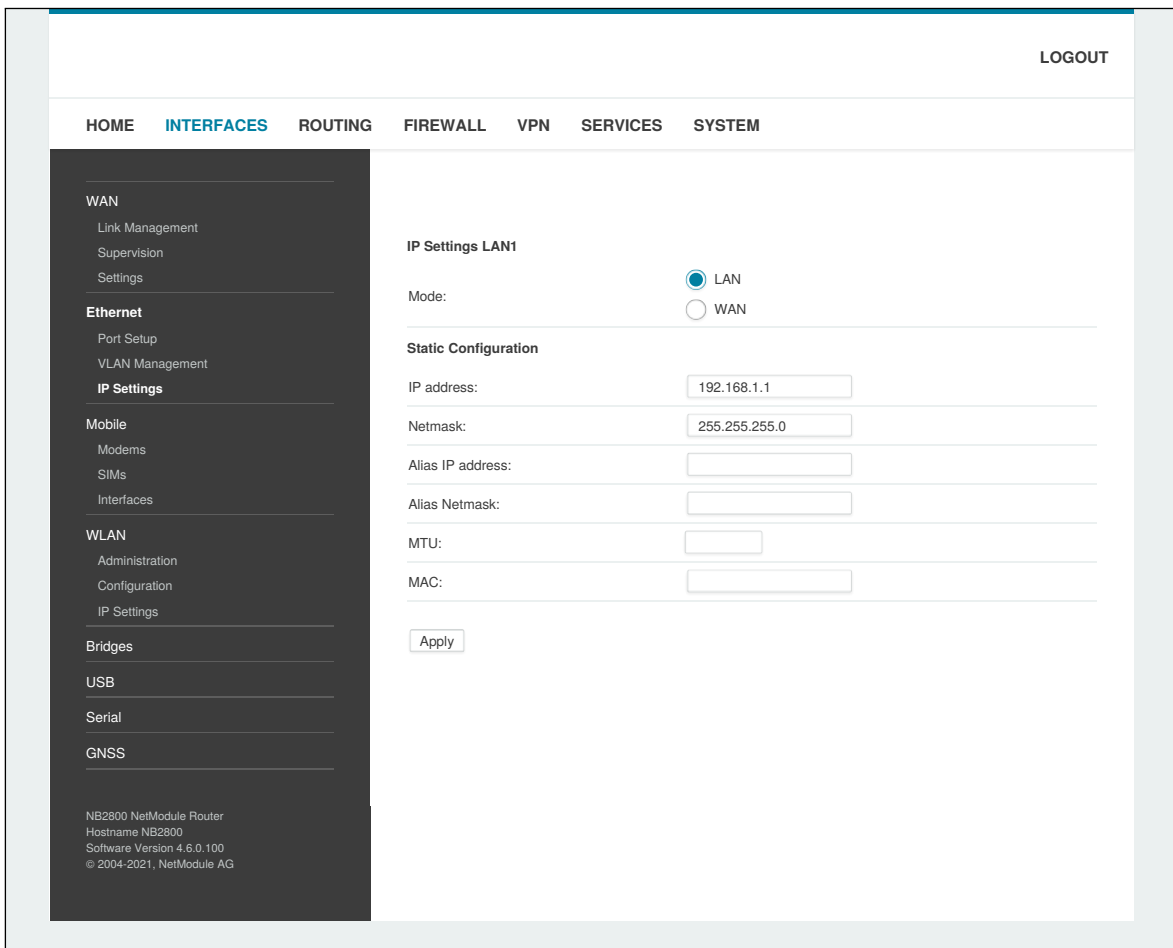 LOGOUT
HOME INTERFACES ROUTING FIREWALL VPN SERVICES SYSTEM
WAN
Link Management
Supervision
Settings
Ethernet
Port Setup
VLAN Management
IP Settings
Mobile
Modems
SIMs
Interfaces
WLAN
Administration
Configuration
IP Settings
Bridges
USB
Serial
GNSS
NB2800 NetModule Router
Hostname NB2800
Software Version 4.6.0.100
© 2004-2021, NetModule AG
IP Settings LAN1
Mode:
LAN
WAN
Static Configuration
IP address: 192.168.1.1
Netmask: 255.255.255.0
Alias IP address:
Alias Netmask:
MTU:
MAC:
Apply